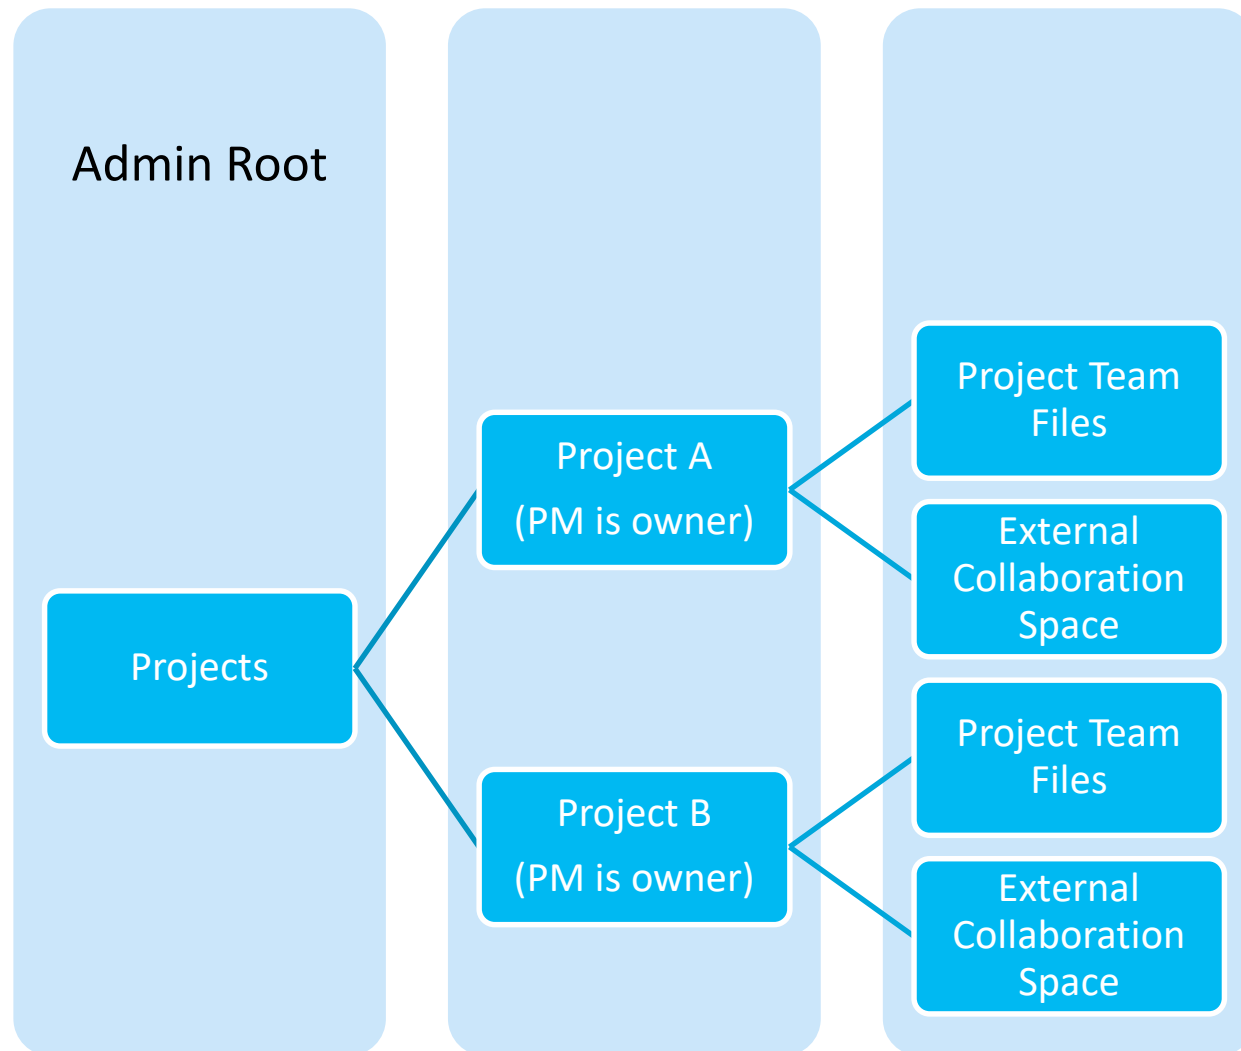 Admin Root
Projects
Project A
(PM is owner)
Project B
(PM is owner)
Project Team
Files
External
Collaboration
Space
Project Team
Files
External
Collaboration
Space